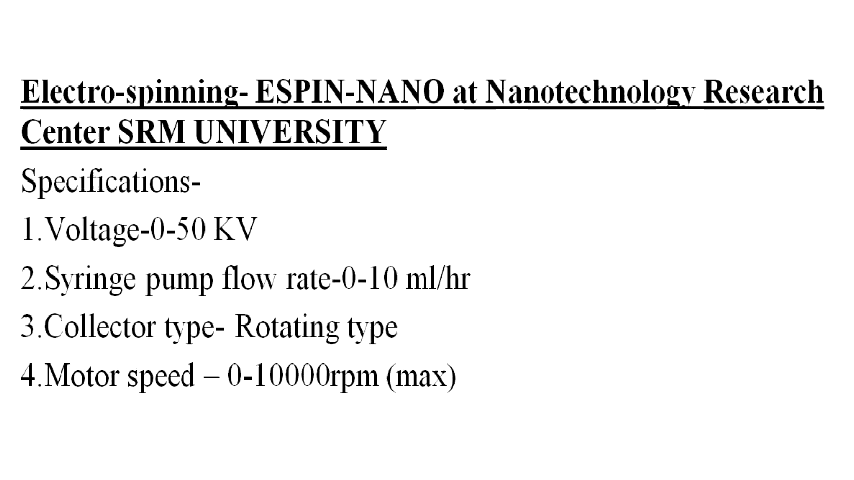 Electro-spinning- ESPIN-NANO at Nanotechnology Research
Center SRM UNIVERSITY
Specifications-
1.Voltage-0-50 KV
2.Syringe pump flow rate-0-10 ml/hr
3.Collector type- Rotating type
4.Motor speed – 0-10000rpm (max)